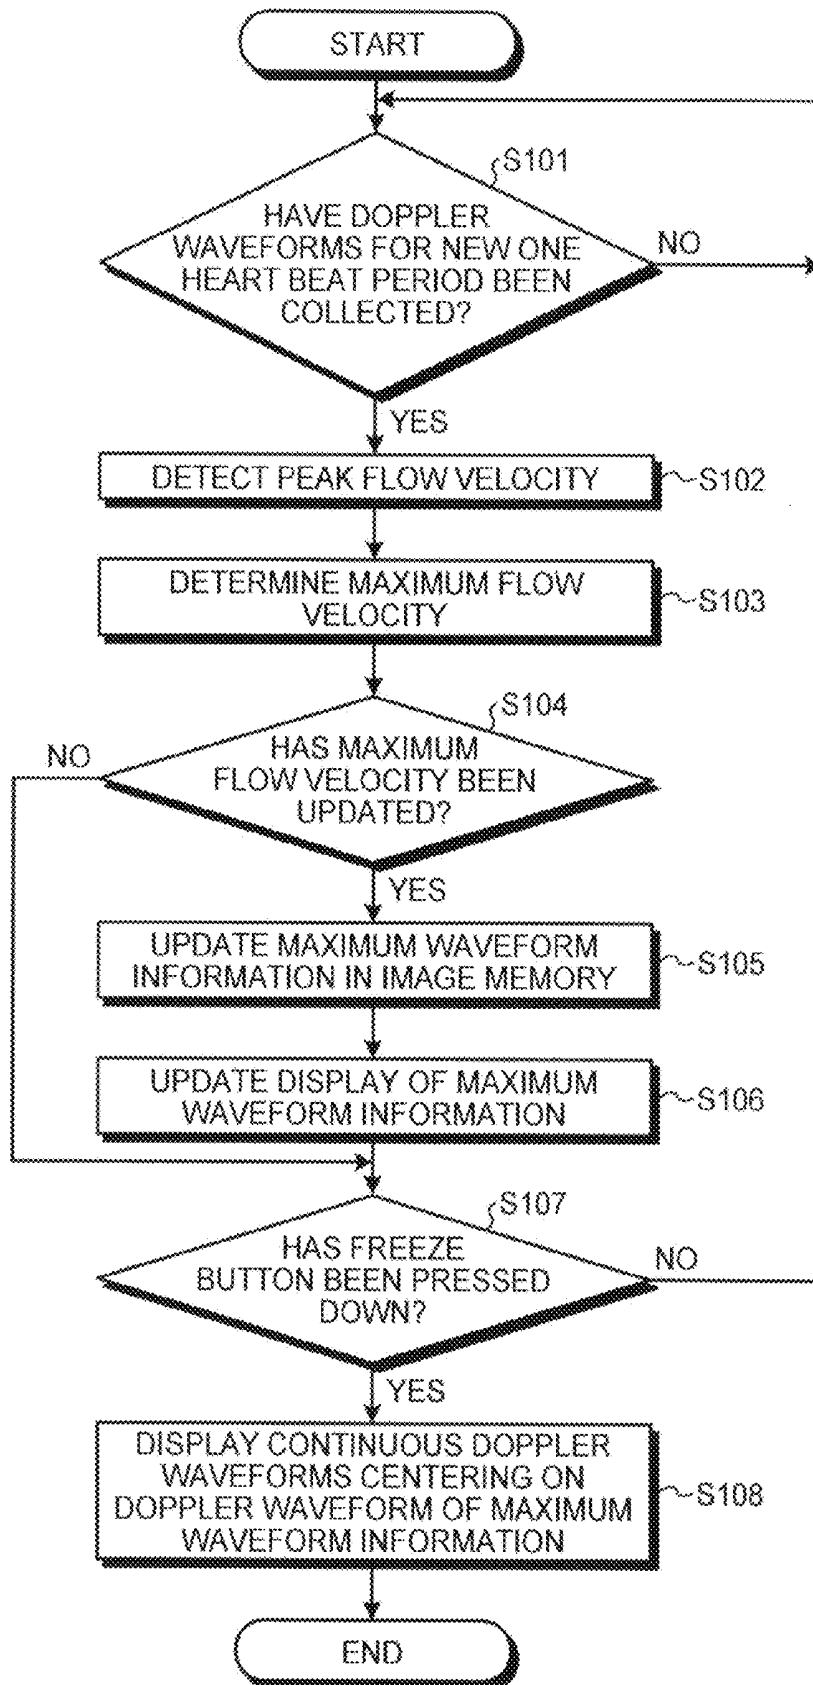 START
S101
HAVE DOPPLER
WAVEFORMS FOR NEW ONE
HEART BEAT PERIOD BEEN
COLLECTED?
NO
YES
DETECT PEAK FLOW VELOCITY
S102
DETERMINE MAXIMUM FLOW
VELOCITY
S103
S104
NO
HAS MAXIMUM
FLOW VELOCITY BEEN
UPDATED?
YES
UPDATE MAXIMUM WAVEFORM
INFORMATION IN IMAGE MEMORY
S105
UPDATE DISPLAY OF MAXIMUM
WAVEFORM INFORMATION
S106
S107
HAS FREEZE
BUTTON BEEN PRESSED
DOWN?
NO
YES
DISPLAY CONTINUOUS DOPPLER
WAVEFORMS CENTERING ON
DOPPLER WAVEFORM OF MAXIMUM
WAVEFORM INFORMATION
S108
END